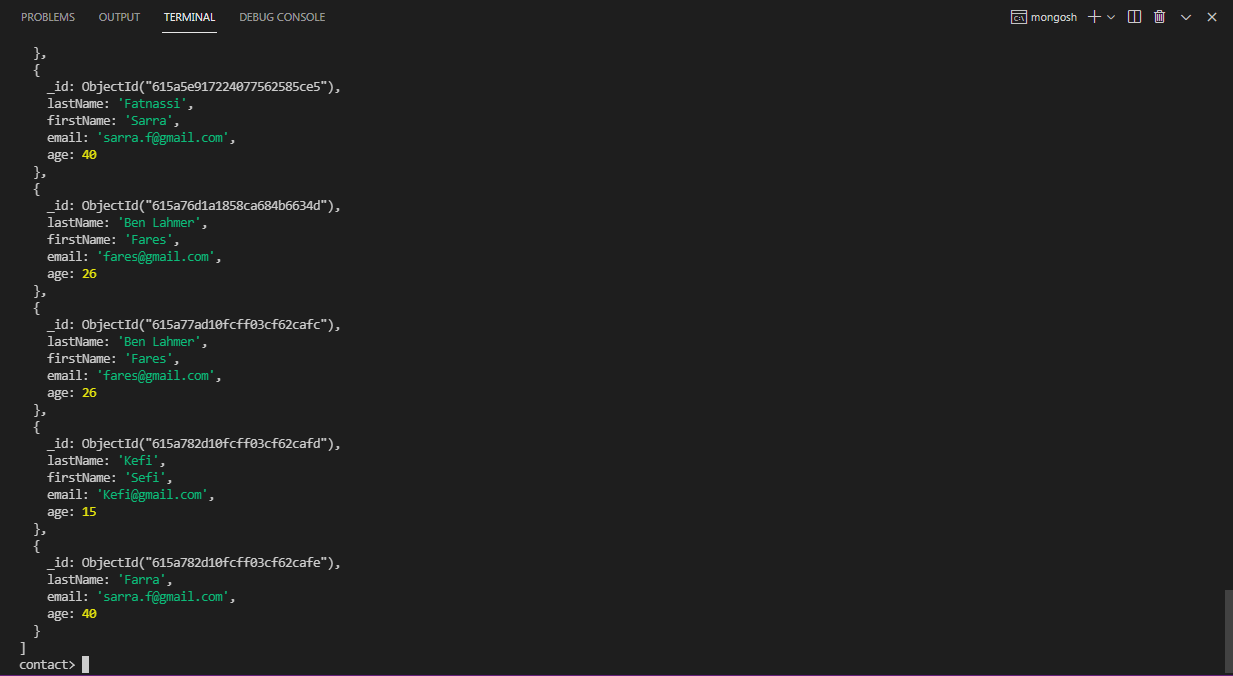 PROBLEMS OUTPUT TERMINAL DEBUG CONSOLE mongosh
},
{
_id: ObjectId("615a5e917224077562585ce5"),
lastName: 'Fatnassi',
firstName: 'Sarra',
email: 'sarra.f@gmail.com',
age: 40
},
{
_id: ObjectId("615a76d1a1858ca684b6634d"),
lastName: 'Ben Lahmer',
firstName: 'Fares',
email: 'fares@gmail.com',
age: 26
},
{
_id: ObjectId("615a77ad10fcff03cf62cafc"),
lastName: 'Ben Lahmer',
firstName: 'Fares',
email: 'fares@gmail.com',
age: 26
},
{
_id: ObjectId("615a782d10fcff03cf62cafd"),
lastName: 'Kefi',
firstName: 'Sefi',
email: 'Kefi@gmail.com',
age: 15
},
{
_id: ObjectId("615a782d10fcff03cf62cafe"),
lastName: 'Farra',
email: 'sarra.f@gmail.com',
age: 40
}
]
contact>